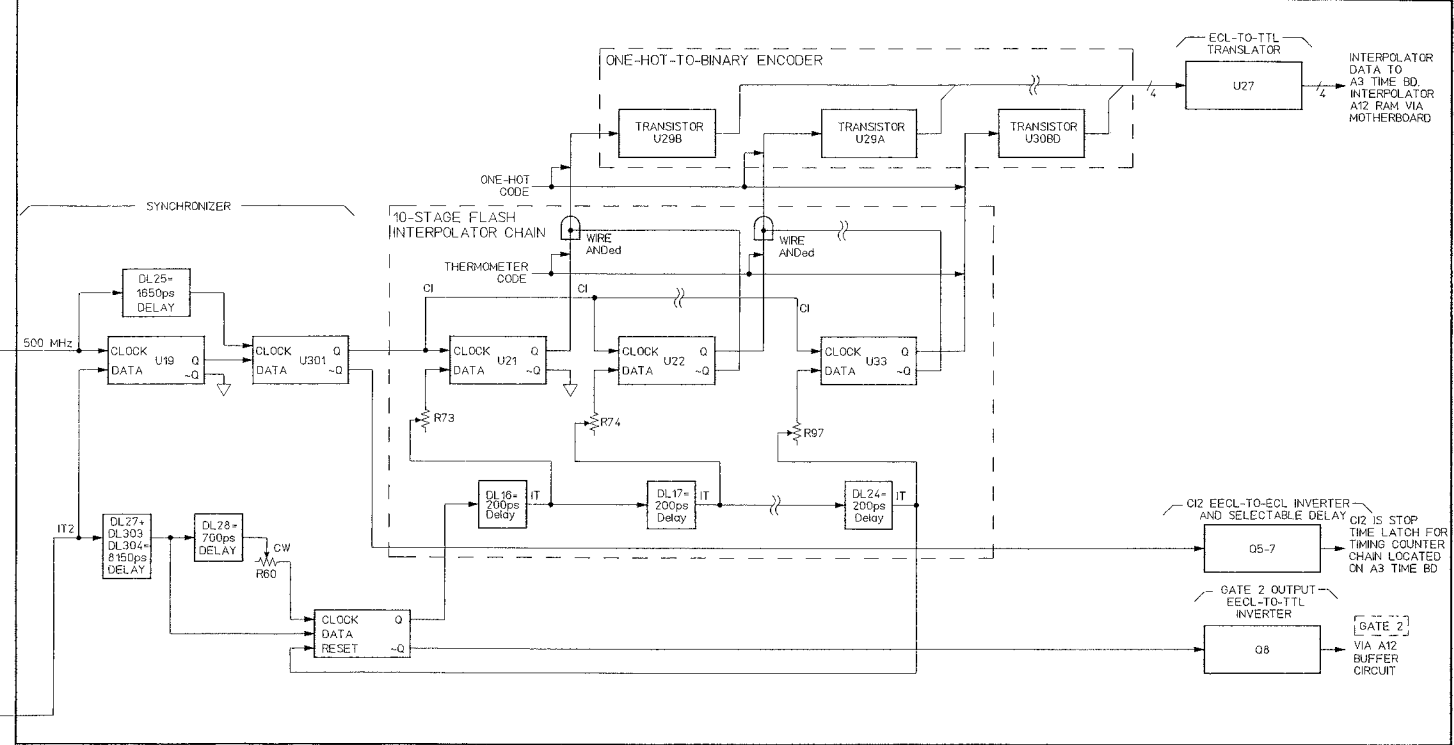 ECL-TO-TTL
TRANSLATOR
U27
INTERPOLATOR
DATA TO
A3 TIME BD,
INTERPOLATOR
A12 RAM VIA
MOTHERBOARD
4
4
ONE-HOT-TO-BINARY ENCODER
TRANSISTOR
U29B
TRANSISTOR
U29A
TRANSISTOR
U30BD
ONE-HOT
CODE
SYNCHRONIZER
10-STAGE FLASH
INTERPOLATOR CHAIN
WIRE
ANDed
WIRE
ANDed
THERMOMETER
CODE
DL25=
1650ps
DELAY
CI
CI
CI
500 MHz
CLOCK
DATA
U19
Q
~Q
CLOCK
DATA
U301
Q
~Q
CLOCK
DATA
U21
Q
~Q
CLOCK
DATA
U22
Q
~Q
CLOCK
DATA
U33
Q
~Q
R73
R74
R97
DL16=
200ps
Delay
IT
DL17=
200ps
Delay
IT
DL24=
200ps
Delay
IT
IT2
DL27+
DL303
DL304=
8150ps
DELAY
DL28=
700ps
DELAY
CW
R60
CLOCK
DATA
RESET
Q
~Q
CI2 EECL-TO-ECL INVERTER
AND SELECTABLE DELAY
Q5-7
CI2 IS STOP
TIME LATCH FOR
TIMING COUNTER
CHAIN LOCATED
ON A3 TIME BD
GATE 2 OUTPUT
EECL-TO-TTL
INVERTER
Q8
GATE 2
VIA A12
BUFFER
CIRCUIT